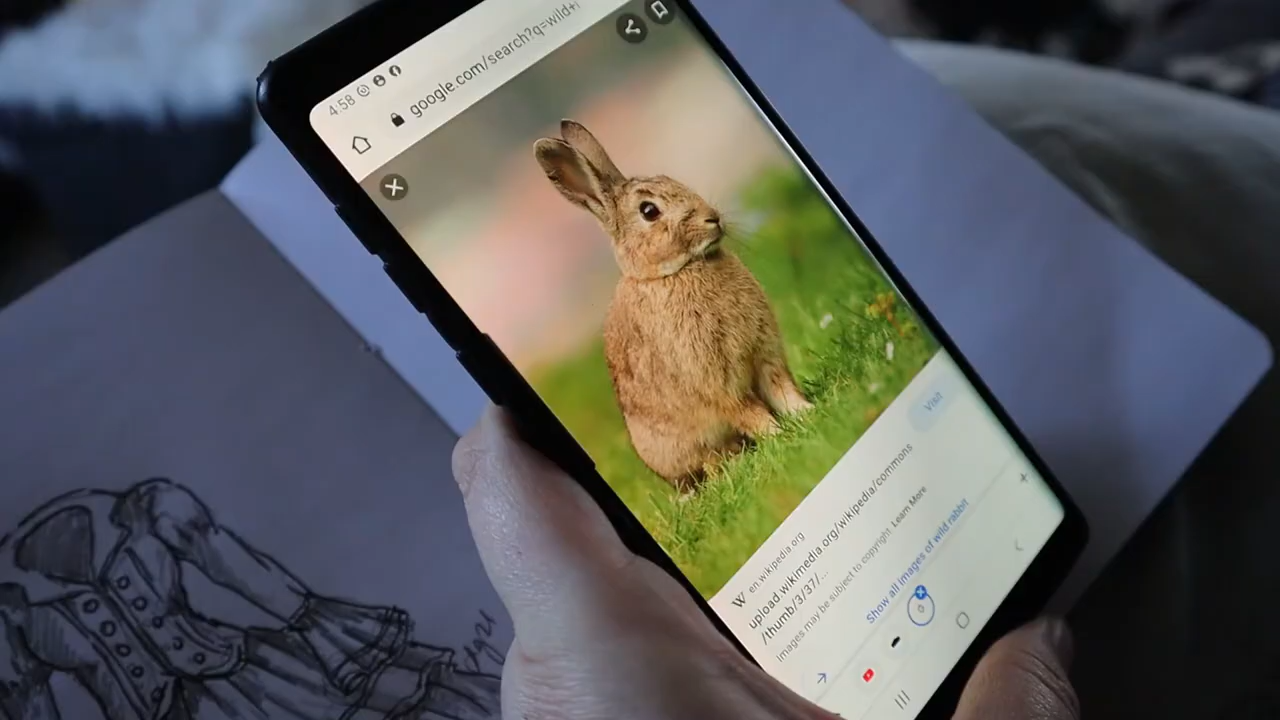 4:58
google.com/search?q=wild+r
Visit
W en.wikipedia.org
upload.wikimedia.org/wikipedia/commons
/thumb/3/37/...
Images may be subject to copyright. Learn More
Show all images of wild rabbit